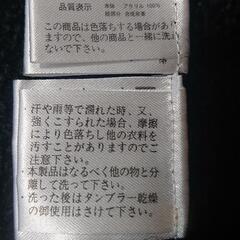 品質表示
本体 アクリル 100%
この商品は色落ちする場合があ
りますので、他の商品と一緒に洗わ
ないで下さい。
・汗や雨等で濡れた時、又、
強くこすられた場合、摩擦
により色落ちし他の衣料を
汚すことがありますのでご
注意下さい。
・本製品はなるべく他の物と分
離して洗って下さい。
・洗った後はタンブラー乾燥
の御使用はさけて下さい。